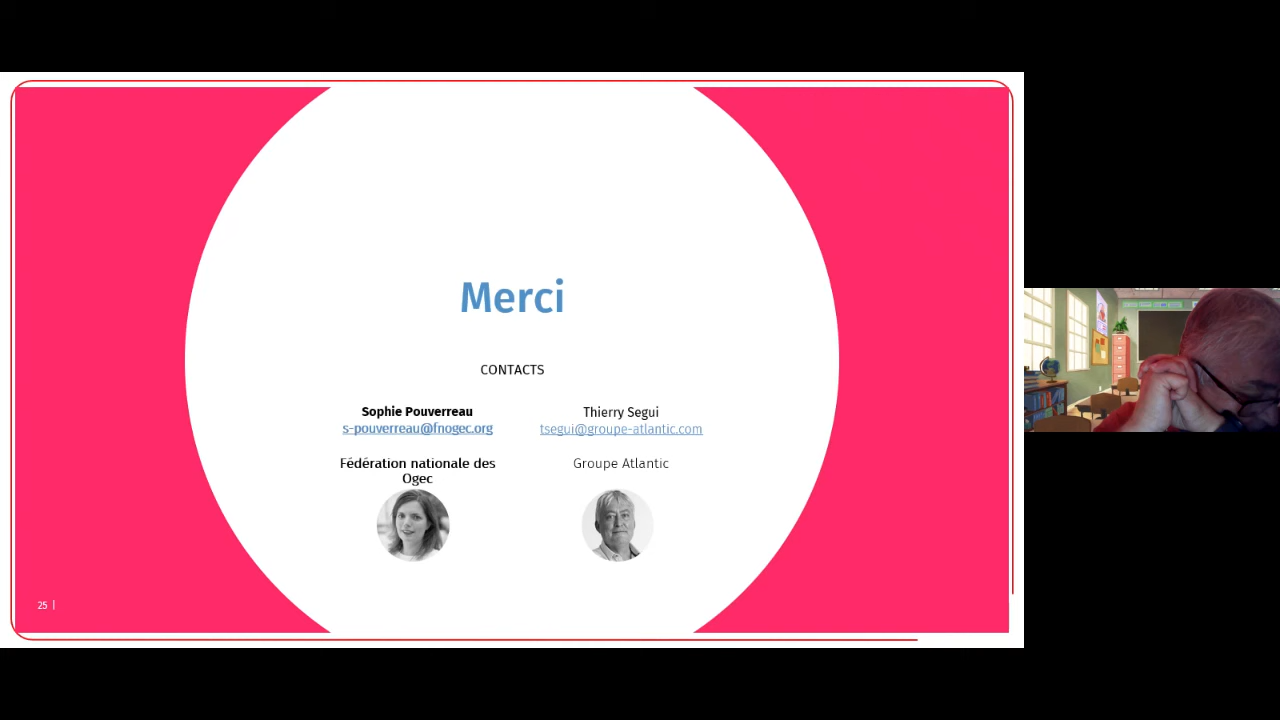 Merci
CONTACTS
Sophie Pouverreau
s-pouverreau@fnogec.org
Fédération nationale des
Ogec
Thierry Segui
tsegui@groupe-atlantic.com
Groupe Atlantic
25 |